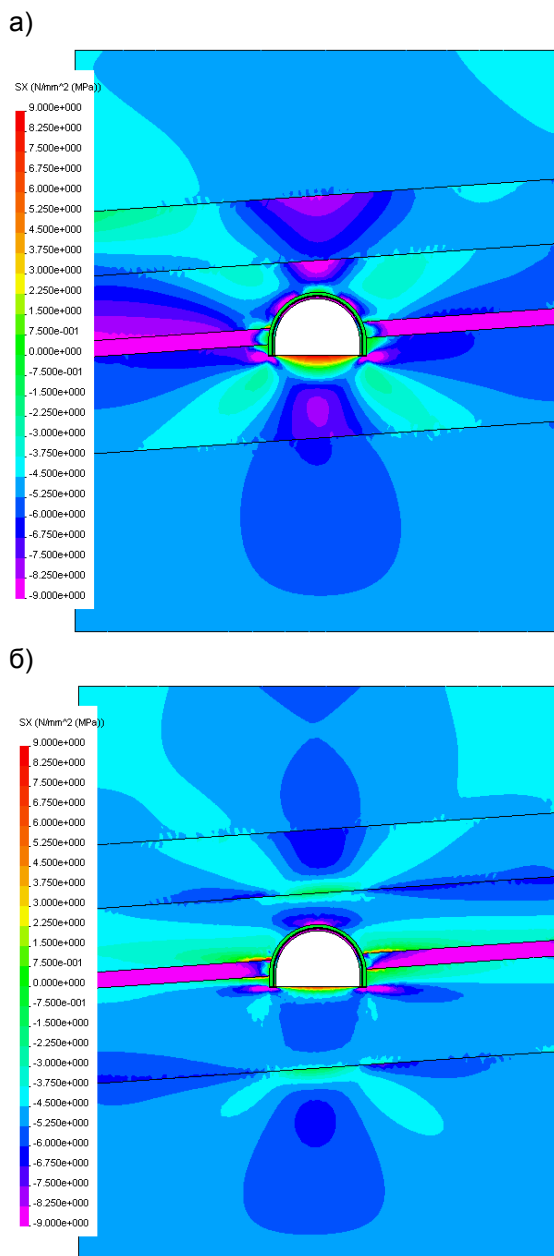 а)
SX (N/mm^2 (MPa))
9.000e+000
8.250e+000
7.500e+000
6.750e+000
6.000e+000
5.250e+000
4.500e+000
3.750e+000
3.000e+000
2.250e+000
1.500e+000
7.500e-001
0.000e+000
-7.500e-001
-1.500e+000
-2.250e+000
-3.000e+000
-3.750e+000
-4.500e+000
-5.250e+000
-6.000e+000
-6.750e+000
-7.500e+000
-8.250e+000
-9.000e+000
б)
SX (N/mm^2 (MPa))
9.000e+000
8.250e+000
7.500e+000
6.750e+000
6.000e+000
5.250e+000
4.500e+000
3.750e+000
3.000e+000
2.250e+000
1.500e+000
7.500e-001
0.000e+000
-7.500e-001
-1.500e+000
-2.250e+000
-3.000e+000
-3.750e+000
-4.500e+000
-5.250e+000
-6.000e+000
-6.750e+000
-7.500e+000
-8.250e+000
-9.000e+000